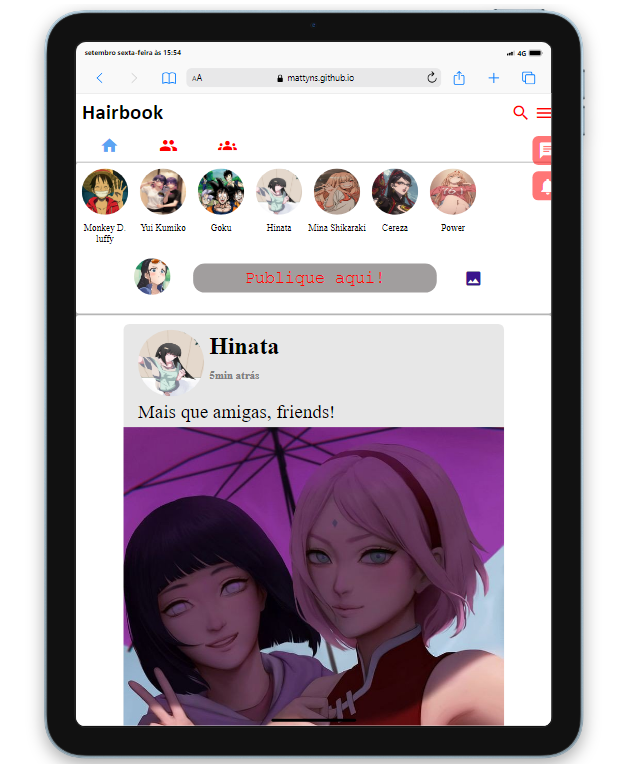 setembro sexta-feira às 15:54
4G
AA
mattyns.github.io
Hairbook
Monkey D.
luffy
Yui Kumiko
Goku
Hinata
Mina Shikaraki
Cereza
Power
Publique aqui!
Hinata
5min atrás
Mais que amigas, friends!